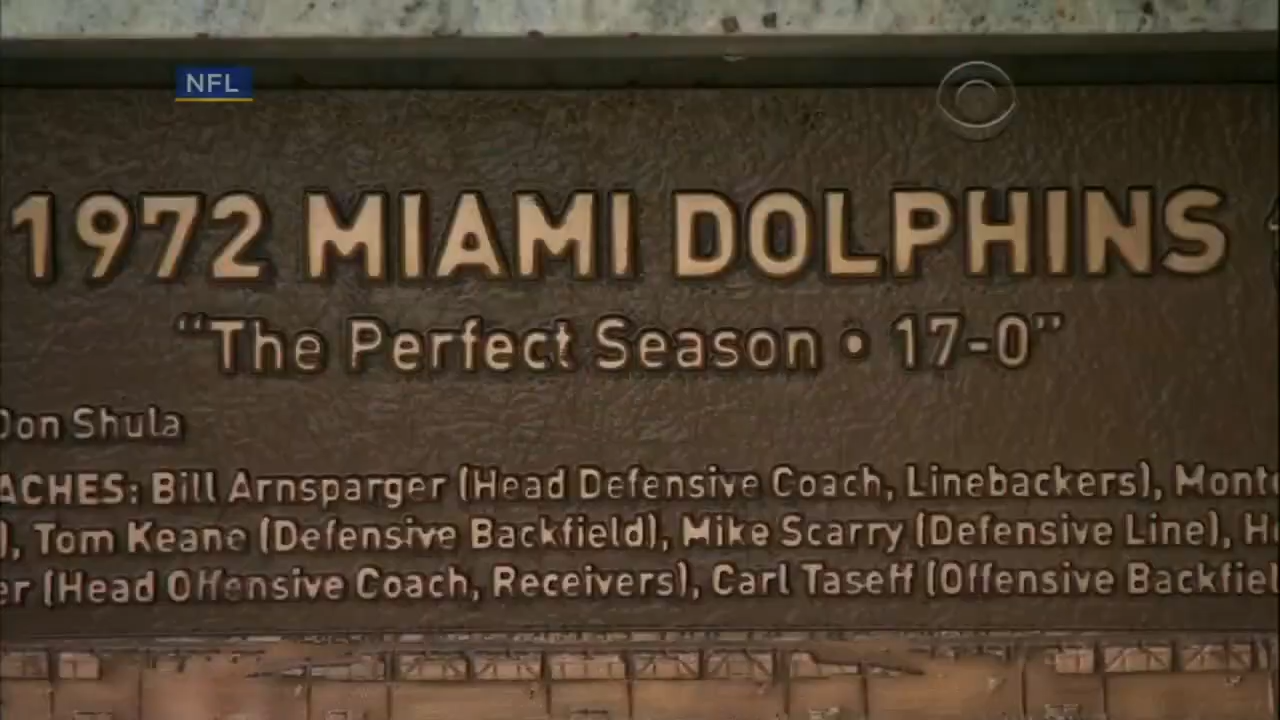 NFL
1972 MIAMI DOLPHINS
“The Perfect Season • 17-0”
Don Shula
ACHES: Bill Arnsparger (Head Defensive Coach, Linebackers), Mont
), Tom Keane (Defensive Backfield), Mike Scarry (Defensive Line), H
er (Head Offensive Coach, Receivers), Carl Taseff (Offensive Backfiel